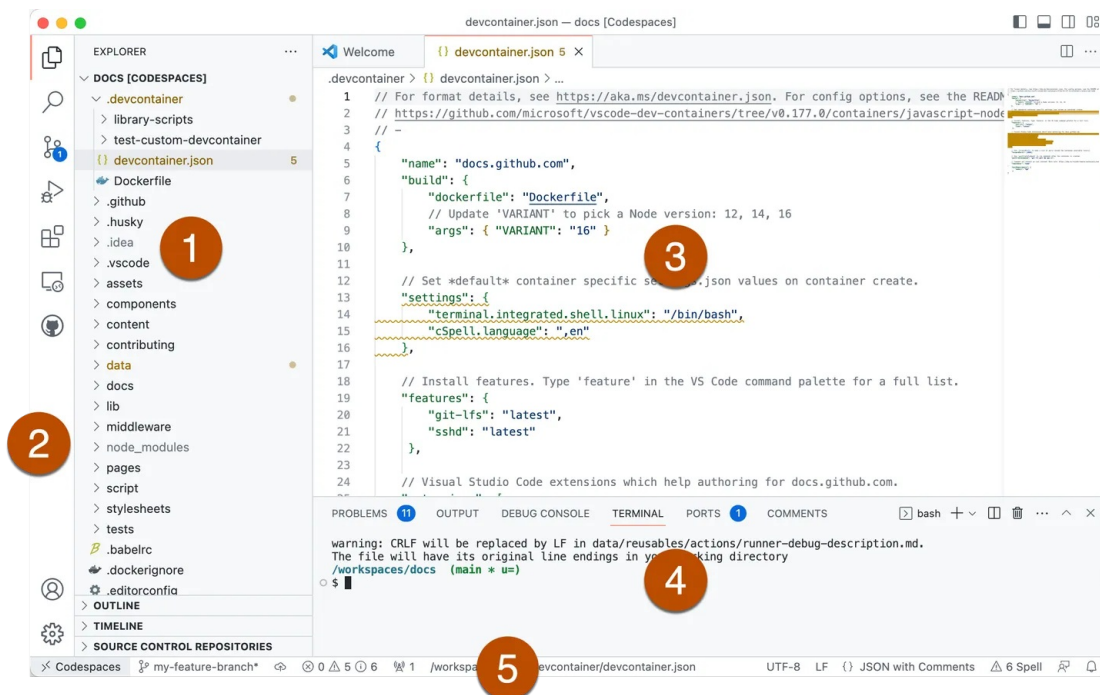 devcontainer.json — docs [Codespaces]
EXPLORER
DOCS [CODESPACES]
.devcontainer
library-scripts
test-custom-devcontainer
devcontainer.json 5
Dockerfile
.github
.husky
.idea
.vscode
assets
components
content
contributing
data
docs
lib
middleware
node_modules
pages
script
stylesheets
tests
.babelrc
.dockerignore
.editorconfig
OUTLINE
TIMELINE
SOURCE CONTROL REPOSITORIES
1
1
2
Welcome
{} devcontainer.json 5
.devcontainer > {} devcontainer.json > ...
1 // For format details, see https://aka.ms/devcontainer.json. For config options, see the READM
2 // https://github.com/microsoft/vscode-dev-containers/tree/v0.177.0/containers/javascript-node
3 // -
4 {
5 "name": "docs.github.com",
6 "build": {
7 "dockerfile": "Dockerfile",
8 // Update 'VARIANT' to pick a Node version: 12, 14, 16
9 "args": { "VARIANT": "16" }
10 },
11
12 // Set *default* container specific .json values on container create.
13 "settings": {
14 "terminal.integrated.shell.linux": "/bin/bash",
15 "cSpell.language": ",en"
16 },
17
18 // Install features. Type 'feature' in the VS Code command palette for a full list.
19 "features": {
20 "git-lfs": "latest",
21 "sshd": "latest"
22 },
23
24 // Visual Studio Code extensions which help authoring for docs.github.com.
3
PROBLEMS 11 OUTPUT DEBUG CONSOLE TERMINAL PORTS 1 COMMENTS
bash
warning: CRLF will be replaced by LF in data/reusables/actions/runner-debug-description.md.
The file will have its original line endings in directory
/workspaces/docs (main * u=)
$
4
Codespaces my-feature-branch* 0 5 6 1 devcontainer/devcontainer.json UTF-8 LF {} JSON with Comments 6 Spell
5